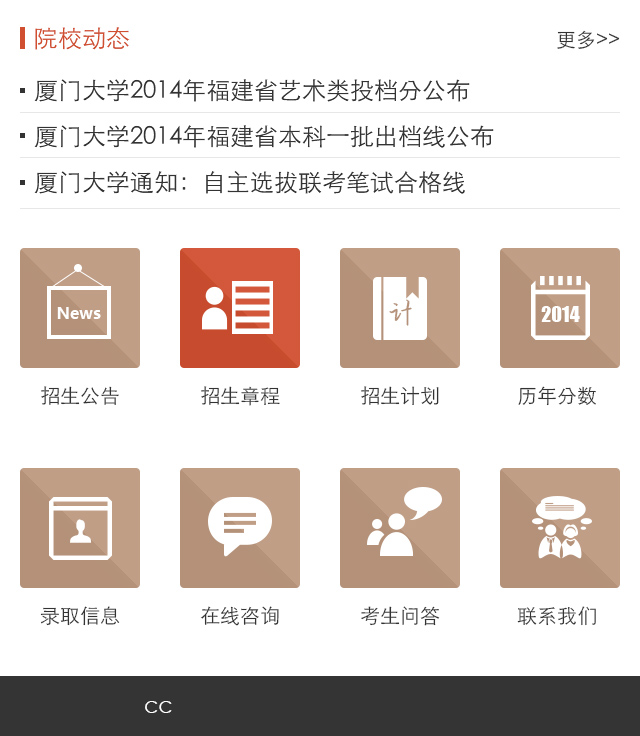 院校动态 更多>>
厦门大学2014年福建省艺术类投档分公布
厦门大学2014年福建省本科一批出档线公布
厦门大学通知：自主选拔联考笔试合格线
News 计 2014
招生公告 招生章程 招生计划 历年分数
录取信息 在线咨询 考生问答 联系我们
CC